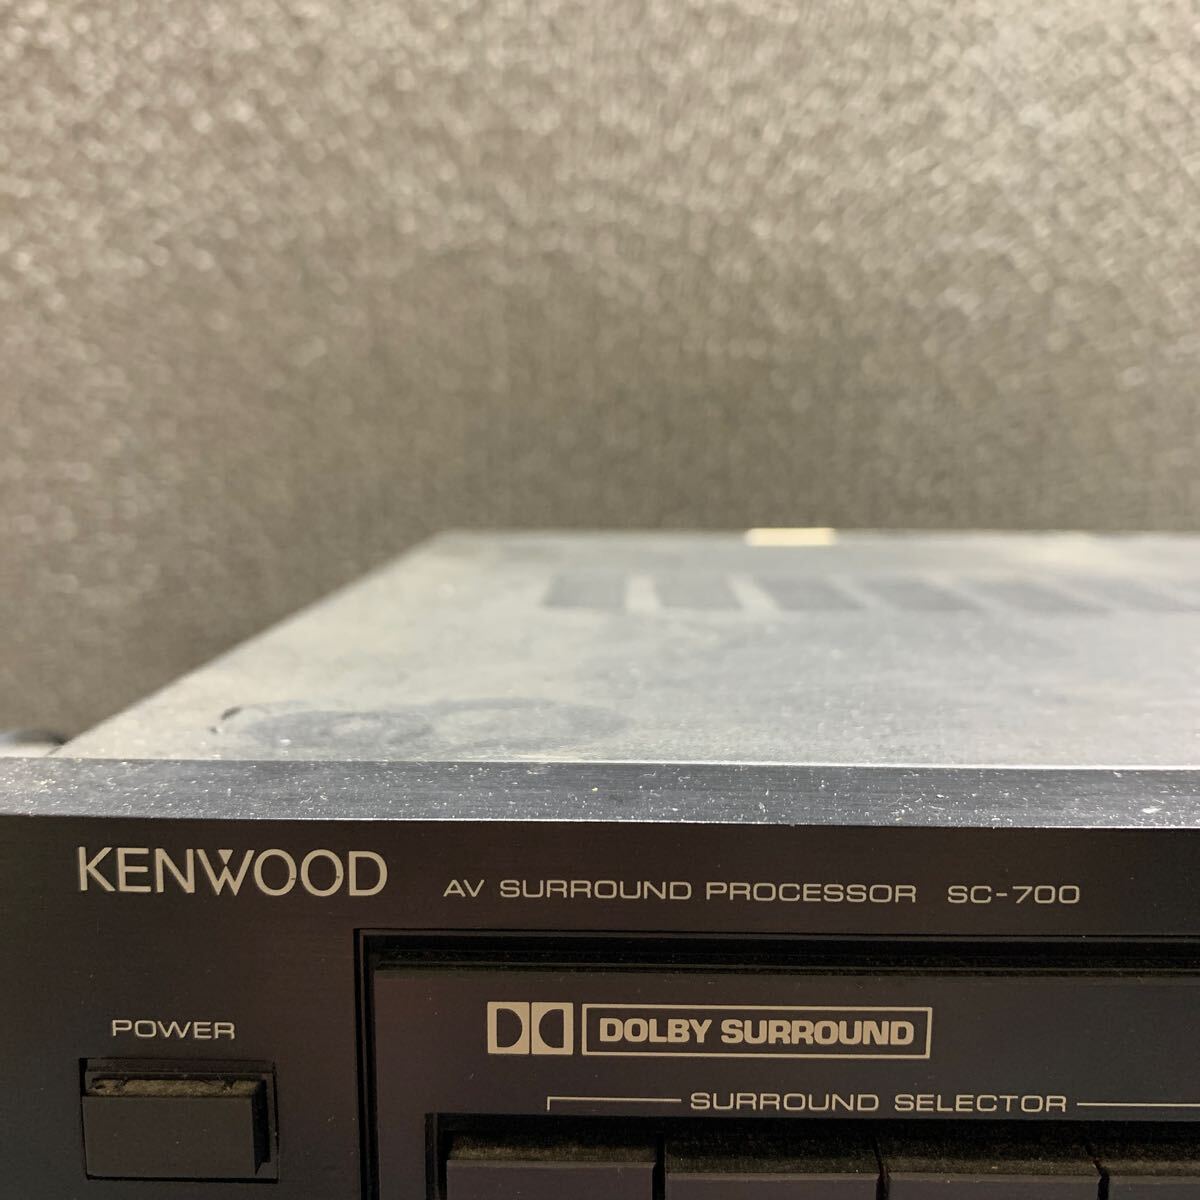 KENWOOD
AV SURROUND PROCESSOR SC-700
POWER
DOLBY SURROUND
SURROUND SELECTOR